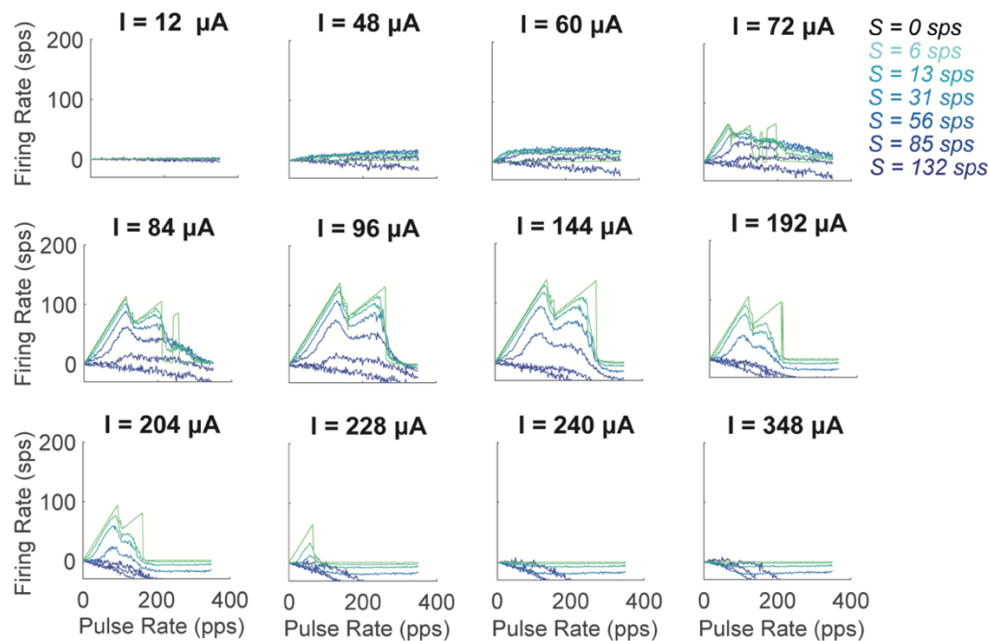 I = 12 µA
I = 48 µA
I = 60 µA
I = 72 µA
S = 0 sps
S = 6 sps
S = 13 sps
S = 31 sps
S = 56 sps
S = 85 sps
S = 132 sps
Firing Rate (sps)
200
100
0
I = 84 µA
I = 96 µA
I = 144 µA
I = 192 µA
Firing Rate (sps)
200
100
0
I = 204 µA
I = 228 µA
I = 240 µA
I = 348 µA
Firing Rate (sps)
200
100
0
0 200 400
0 200 400
0 200 400
0 200 400
Pulse Rate (pps)
Pulse Rate (pps)
Pulse Rate (pps)
Pulse Rate (pps)